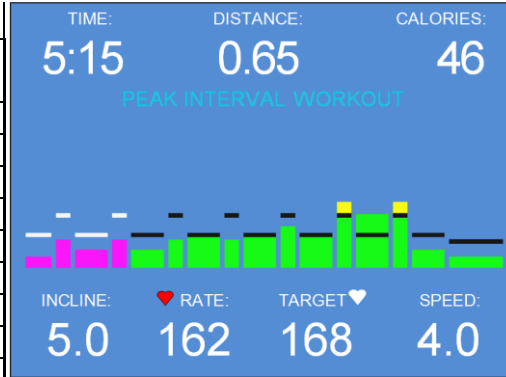 TIME: DISTANCE: CALORIES:
5:15 0.65 46
PEAK INTERVAL WORKOUT
INCLINE: RATE: TARGET SPEED:
5.0 162 168 4.0